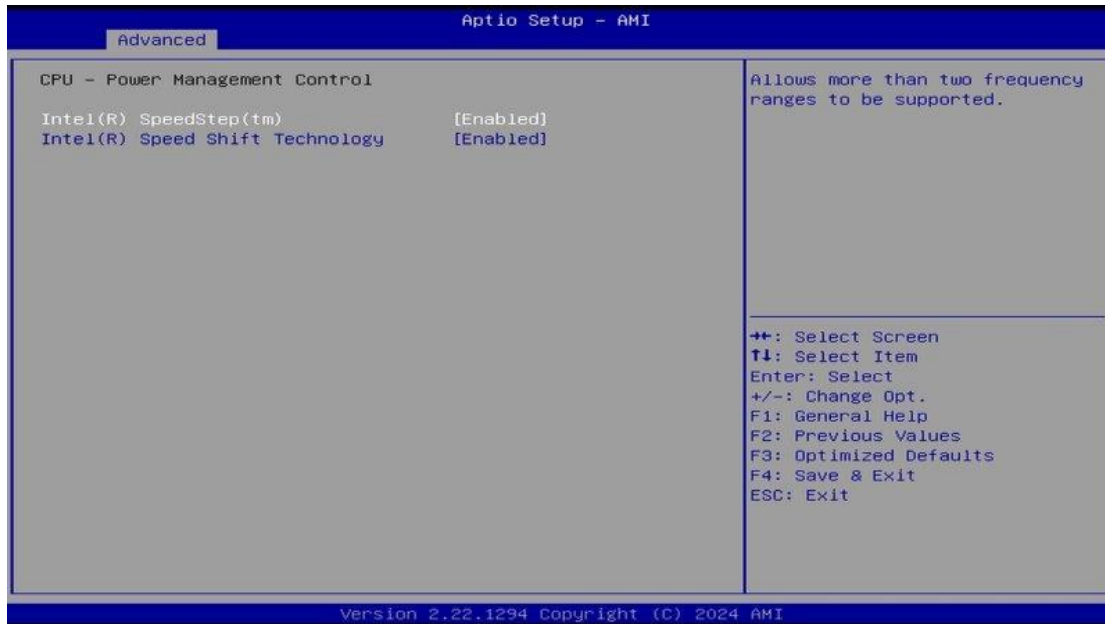 Aptio Setup – AMI
Advanced
CPU – Power Management Control
Intel(R) SpeedStep(tm) [Enabled]
Intel(R) Speed Shift Technology [Enabled]
Allows more than two frequency
ranges to be supported.
→←: Select Screen
↑↓: Select Item
Enter: Select
+/-: Change Opt.
F1: General Help
F2: Previous Values
F3: Optimized Defaults
F4: Save & Exit
ESC: Exit
Version 2.22.1294 Copyright (C) 2024 AMI